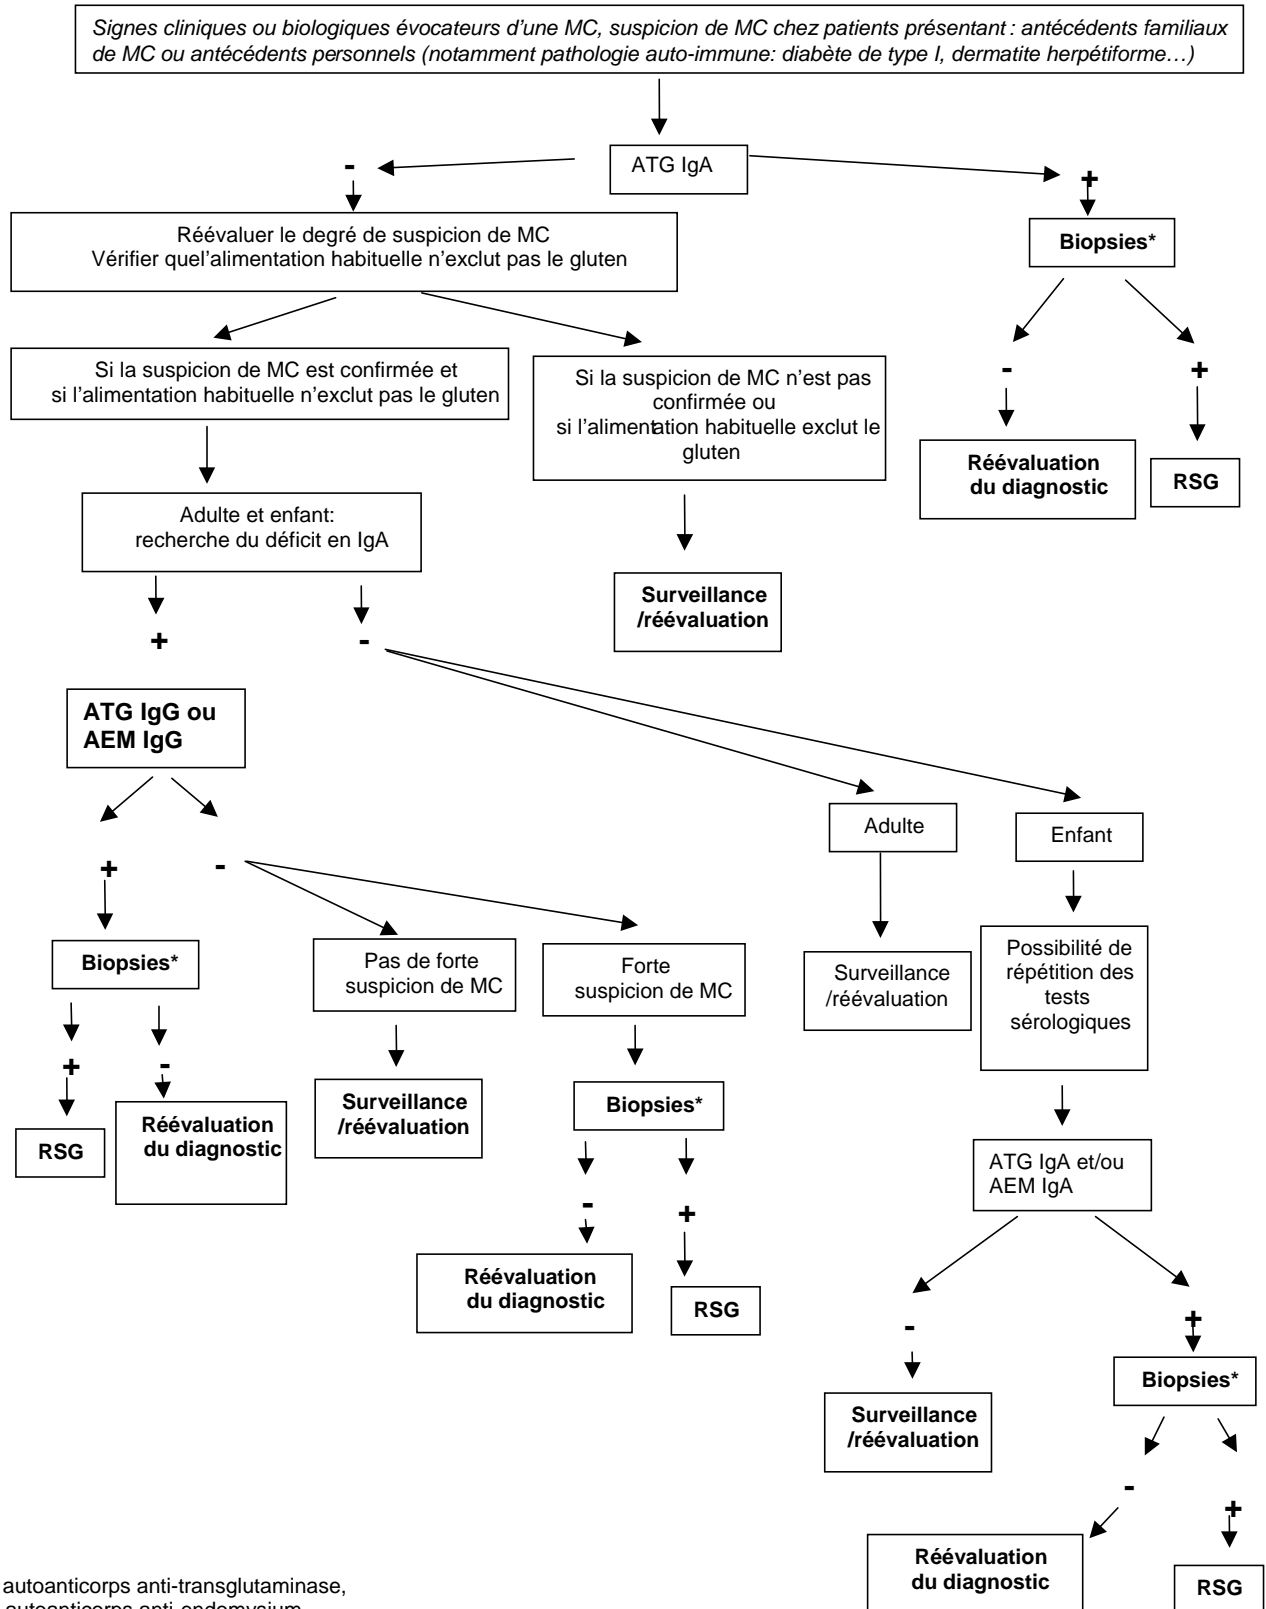 Signes cliniques ou biologiques évocateurs d'une MC, suspicion de MC chez patients présentant : antécédents familiaux
de MC ou antécédents personnels (notamment pathologie auto-immune: diabète de type I, dermatite herpétiforme…)
ATG IgA
-
+
Réévaluer le degré de suspicion de MC
Vérifier quel'alimentation habituelle n'exclut pas le gluten
Biopsies*
-
+
Réévaluation
du diagnostic
RSG
Si la suspicion de MC est confirmée et
si l'alimentation habituelle n'exclut pas le gluten
Si la suspicion de MC n'est pas
confirmée ou
si l'alimentation habituelle exclut le
gluten
Surveillance
/réévaluation
Adulte et enfant:
recherche du déficit en IgA
+
-
ATG IgG ou
AEM IgG
+
-
Biopsies*
+
-
RSG
Réévaluation
du diagnostic
Pas de forte
suspicion de MC
Surveillance
/réévaluation
Forte
suspicion de MC
Biopsies*
-
+
Réévaluation
du diagnostic
RSG
Adulte
Surveillance
/réévaluation
Enfant
Possibilité de
répétition des
tests
sérologiques
ATG IgA et/ou
AEM IgA
-
+
Surveillance
/réévaluation
Biopsies*
-
+
Réévaluation
du diagnostic
RSG
autoanticorps anti-transglutaminase,
autoanticorps anti-endomysium